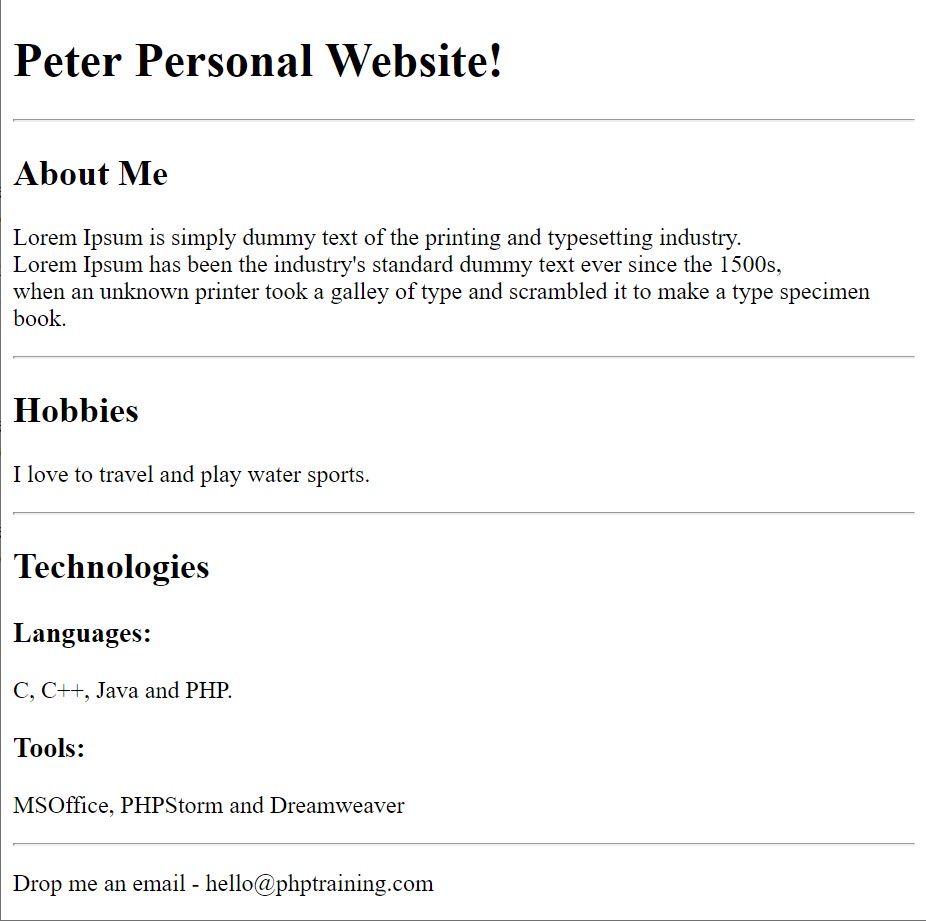 Peter Personal Website!
About Me
Lorem Ipsum is simply dummy text of the printing and typesetting industry.
Lorem Ipsum has been the industry's standard dummy text ever since the 1500s,
when an unknown printer took a galley of type and scrambled it to make a type specimen
book.
Hobbies
I love to travel and play water sports.
Technologies
Languages:
C, C++, Java and PHP.
Tools:
MSOffice, PHPStorm and Dreamweaver
Drop me an email - hello@phptraining.com